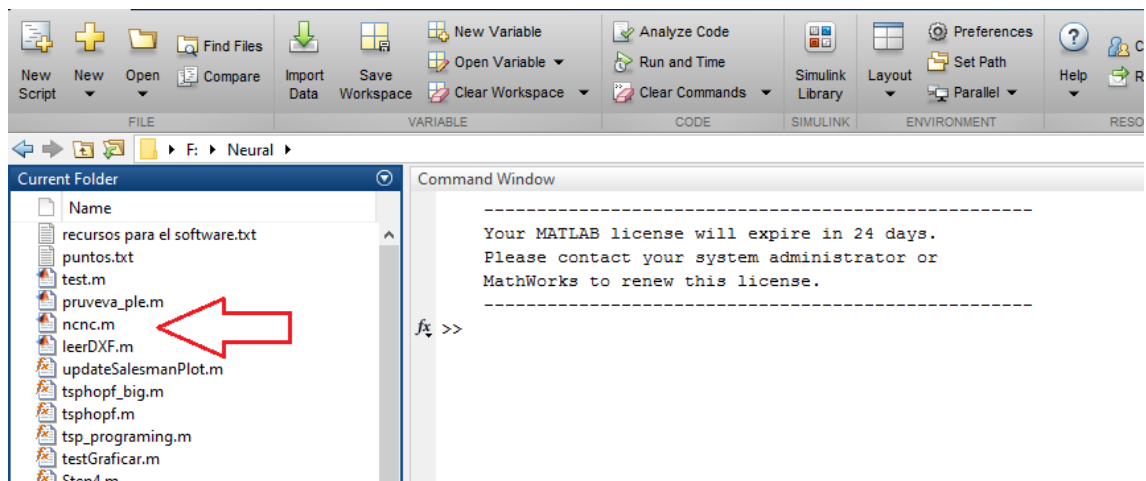 New Script
New
Open
Find Files
Compare
FILE
Import Data
Save Workspace
New Variable
Open Variable
Clear Workspace
VARIABLE
Analyze Code
Run and Time
Clear Commands
CODE
Simulink Library
SIMULINK
Layout
Preferences
Set Path
Parallel
ENVIRONMENT
?
Help
C
R
RESO
F: Neural
Current Folder
Name
recursos para el software.txt
puntos.txt
test.m
pruveva_ple.m
ncnc.m
leerDXF.m
updateSalesmanPlot.m
tsphopf_big.m
tsphopf.m
tsp_programing.m
testGraficar.m
Step4.m
Command Window
----------------------------------------------------
Your MATLAB license will expire in 24 days.
Please contact your system administrator or
MathWorks to renew this license.
----------------------------------------------------
fx >>